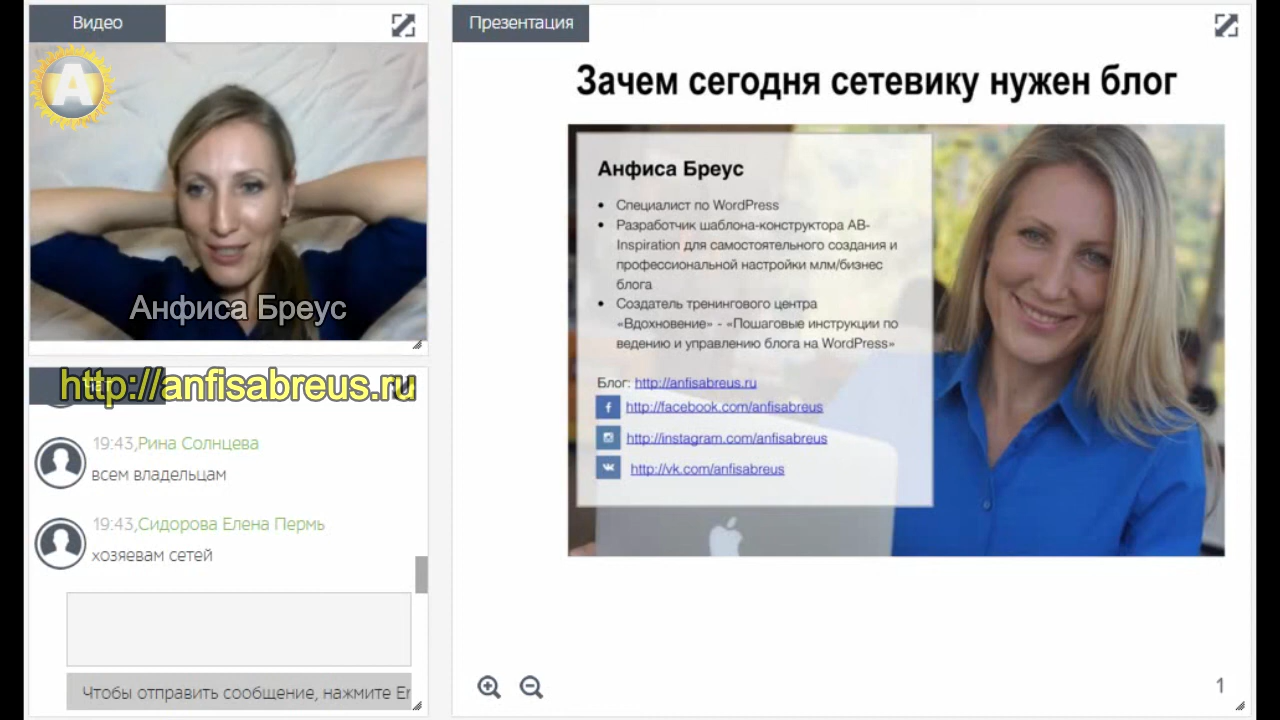 Видео
A
Анфиса Бреус
http://anfisabreus.ru
19:43,Рина Солнцева
всем владельцам
19:43,Сидорова Елена Пермь
хозяевам сетей
Чтобы отправить сообщение, нажмите Er
Презентация
Зачем сегодня сетевику нужен блог
Анфиса Бреус
• Специалист по WordPress
• Разработчик шаблона-конструктора AB-
Inspiration для самостоятельного создания и
профессиональной настройки млм/бизнес
блога
• Создатель тренингового центра
«Вдохновение» - «Пошаговые инструкции по
ведению и управлению блога на WordPress»
Блог: http://anfisabreus.ru
http://facebook.com/anfisabreus
http://instagram.com/anfisabreus
http://vk.com/anfisabreus
1